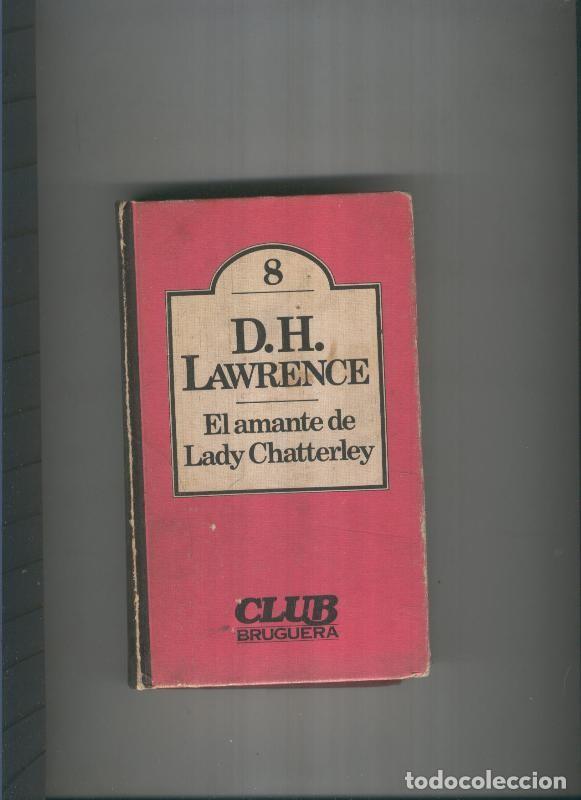 8
D.H.
LAWRENCE
El amante de
Lady Chatterley
CLUB
BRUGUERA
todocoleccion